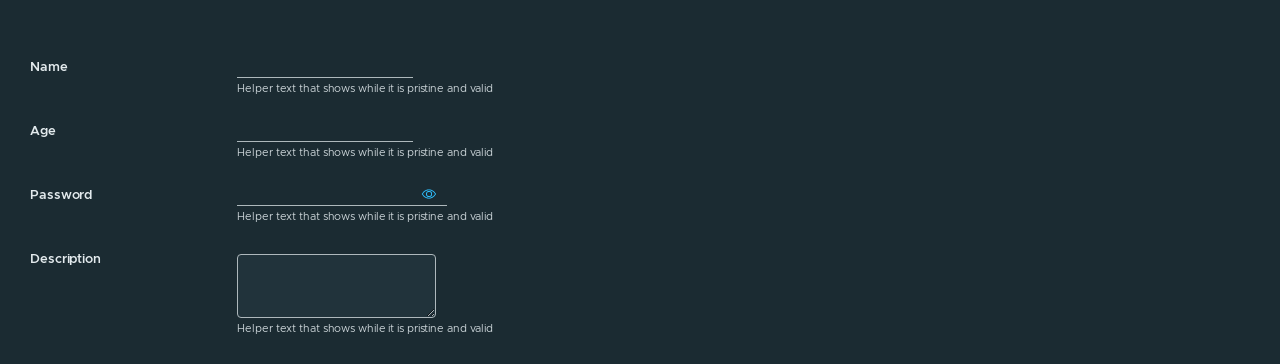 Name
Helper text that shows while it is pristine and valid
Age
Helper text that shows while it is pristine and valid
Password
Helper text that shows while it is pristine and valid
Description
Helper text that shows while it is pristine and valid